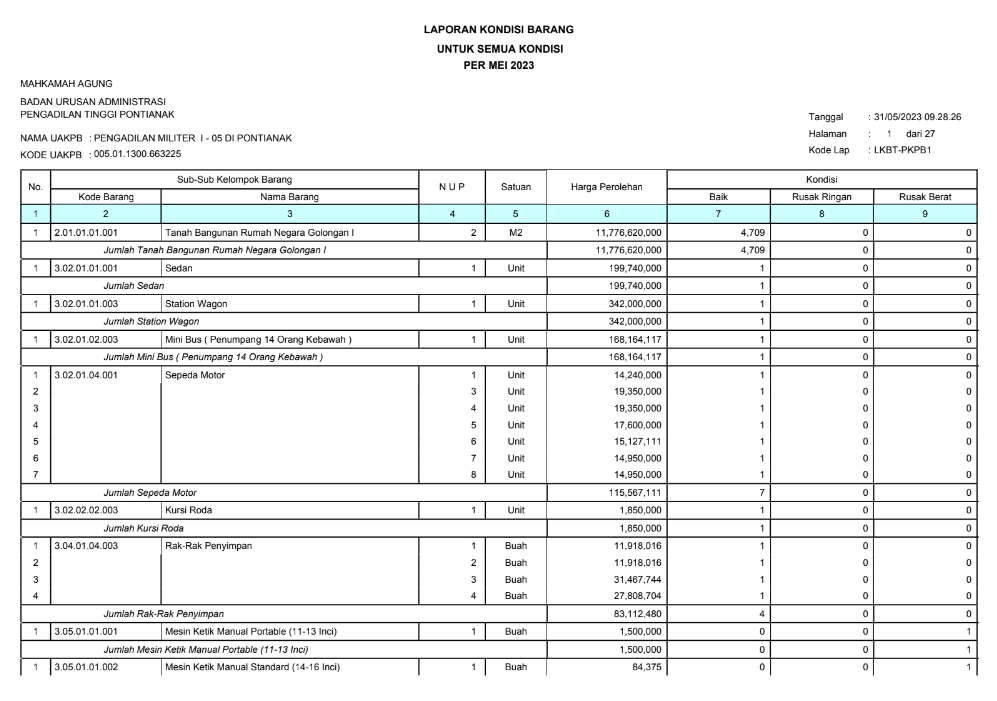 LAPORAN KONDISI BARANG
UNTUK SEMUA KONDISI
PER MEI 2023
MAHKAMAH AGUNG
BADAN URUSAN ADMINISTRASI
PENGADILAN TINGGI PONTIANAK
NAMA UAKPB : PENGADILAN MILITER I - 05 DI PONTIANAK
KODE UAKPB : 005.01.1300.663225
Tanggal : 31/05/2023 09.28.26
Halaman : 1 dari 27
Kode Lap : LKBT-PKPB1
No. Sub-Sub Kelompok Barang N U P Satuan Harga Perolehan Kondisi
Kode Barang Nama Barang Baik Rusak Ringan Rusak Berat
1 2 3 4 5 6 7 8 9
1 2.01.01.01.001 Tanah Bangunan Rumah Negara Golongan I 2 M2 11,776,620,000 4,709 0 0
Jumlah Tanah Bangunan Rumah Negara Golongan I 11,776,620,000 4,709 0 0
1 3.02.01.01.001 Sedan 1 Unit 199,740,000 1 0 0
Jumlah Sedan 199,740,000 1 0 0
1 3.02.01.01.003 Station Wagon 1 Unit 342,000,000 1 0 0
Jumlah Station Wagon 342,000,000 1 0 0
1 3.02.01.02.003 Mini Bus ( Penumpang 14 Orang Kebawah ) 1 Unit 168,164,117 1 0 0
Jumlah Mini Bus ( Penumpang 14 Orang Kebawah ) 168,164,117 1 0 0
1 3.02.01.04.001 Sepeda Motor 1 Unit 14,240,000 1 0 0
2 3 Unit 19,350,000 1 0 0
3 4 Unit 19,350,000 1 0 0
4 5 Unit 17,600,000 1 0 0
5 6 Unit 15,127,111 1 0 0
6 7 Unit 14,950,000 1 0 0
7 8 Unit 14,950,000 1 0 0
Jumlah Sepeda Motor 115,567,111 7 0 0
1 3.02.02.02.003 Kursi Roda 1 Unit 1,850,000 1 0 0
Jumlah Kursi Roda 1,850,000 1 0 0
1 3.04.01.04.003 Rak-Rak Penyimpan 1 Buah 11,918,016 1 0 0
2 2 Buah 11,918,016 1 0 0
3 3 Buah 31,467,744 1 0 0
4 4 Buah 27,808,704 1 0 0
Jumlah Rak-Rak Penyimpan 83,112,480 4 0 0
1 3.05.01.01.001 Mesin Ketik Manual Portable (11-13 Inci) 1 Buah 1,500,000 0 0 1
Jumlah Mesin Ketik Manual Portable (11-13 Inci) 1,500,000 0 0 1
1 3.05.01.01.002 Mesin Ketik Manual Standard (14-16 Inci) 1 Buah 84,375 0 0 1